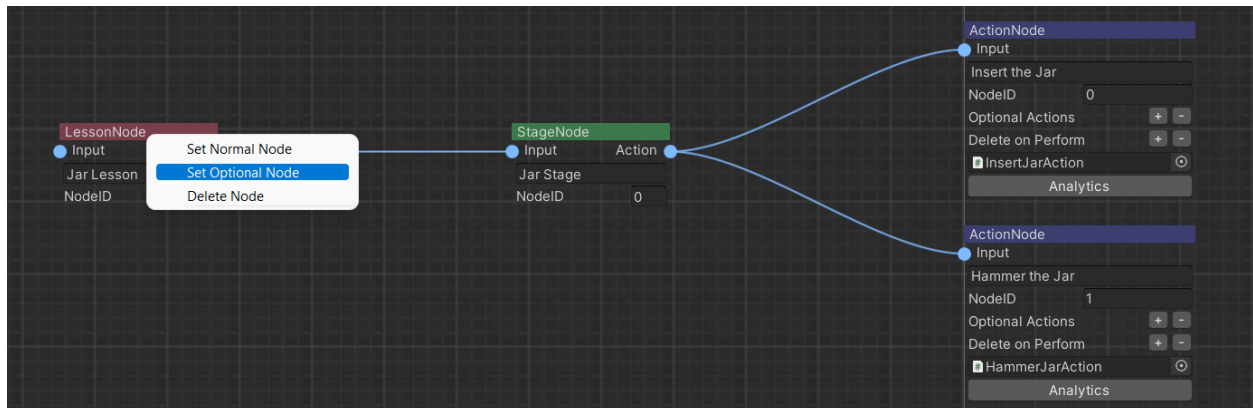 LessonNode
Input
Jar Lesson
NodeID
Set Normal Node
Set Optional Node
Delete Node
StageNode
Input Action
Jar Stage
NodeID 0
ActionNode
Input
Insert the Jar
NodeID 0
Optional Actions + -
Delete on Perform + -
InsertJarAction
Analytics
ActionNode
Input
Hammer the Jar
NodeID 1
Optional Actions + -
Delete on Perform + -
HammerJarAction
Analytics